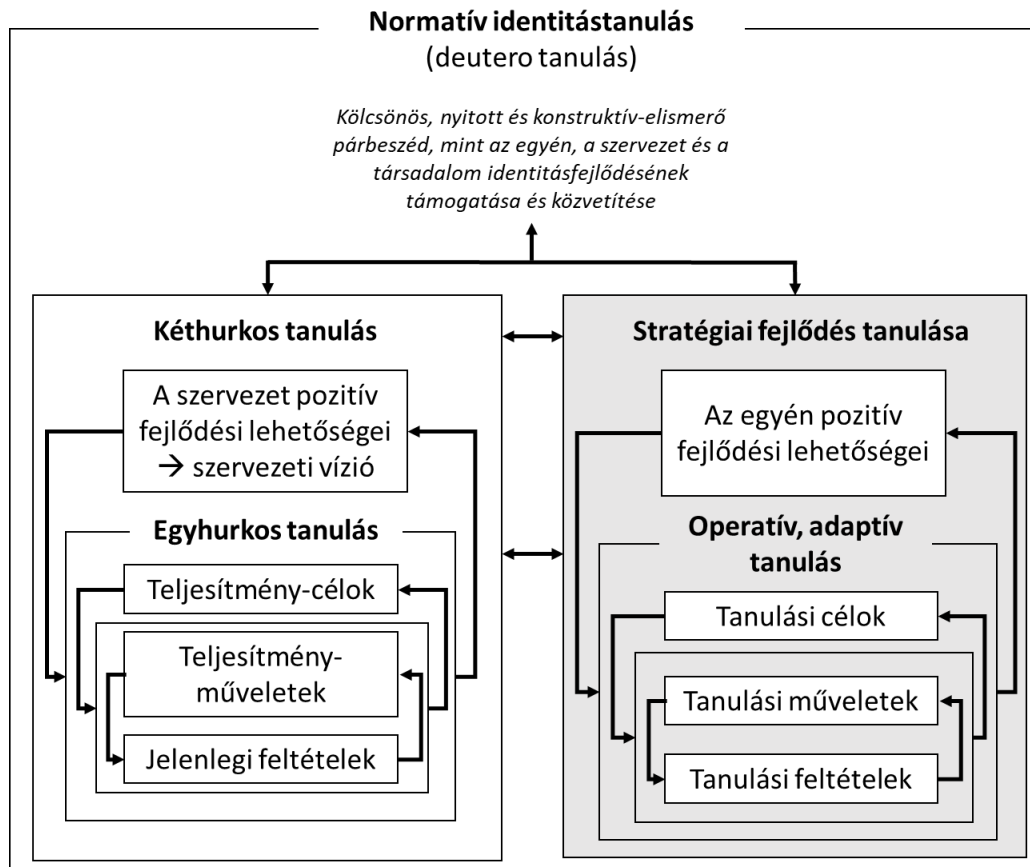 Normatív identitástanulás
(deutero tanulás)
Kölcsönös, nyitott és konstruktív-elismerő
párbeszéd, mint az egyén, a szervezet és a
társadalom identitásfejlődésének
támogatása és közvetítése
Kéthurkos tanulás
A szervezet pozitív
fejlődési lehetőségei
→ szervezeti vízió
Egyhurkos tanulás
Teljesítmény-célok
Teljesítmény-
műveletek
Jelenlegi feltételek
Stratégiai fejlődés tanulása
Az egyén pozitív
fejlődési lehetőségei
Operatív, adaptív
tanulás
Tanulási célok
Tanulási műveletek
Tanulási feltételek